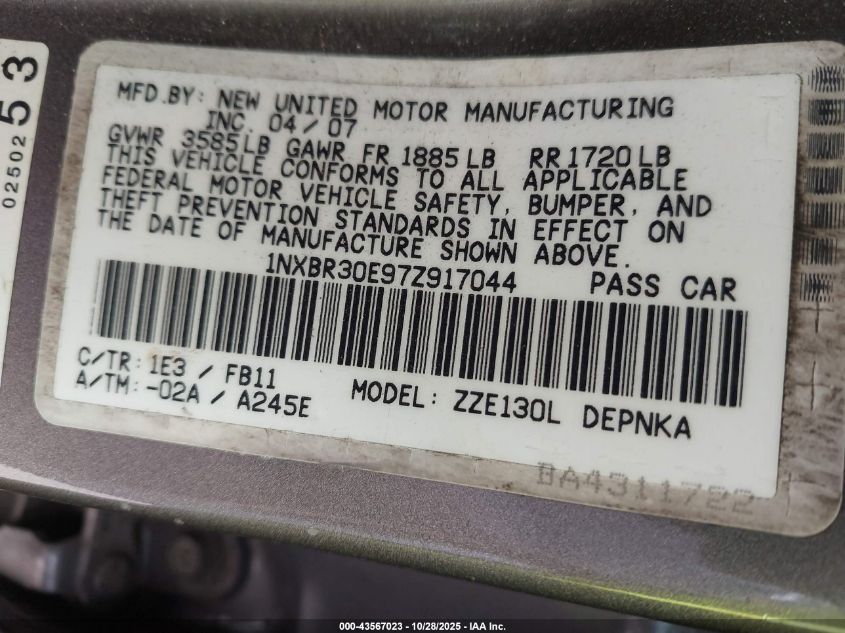 02502 53
MFD.BY: NEW UNITED MOTOR MANUFACTURING
INC. 04/07
GVWR 3585LB GAWR FR 1885LB RR1720LB
THIS VEHICLE CONFORMS TO ALL APPLICABLE
FEDERAL MOTOR VEHICLE SAFETY, BUMPER, AND
THEFT PREVENTION STANDARDS IN EFFECT ON
THE DATE OF MANUFACTURE SHOWN ABOVE.
1NXBR30E97Z917044 PASS CAR
C/TR: 1E3 / FB11
A/TM: -02A / A245E
MODEL: ZZE130L DEPNKA
BA4311722
000-43567023 | 10/28/2025 - IAA Inc.